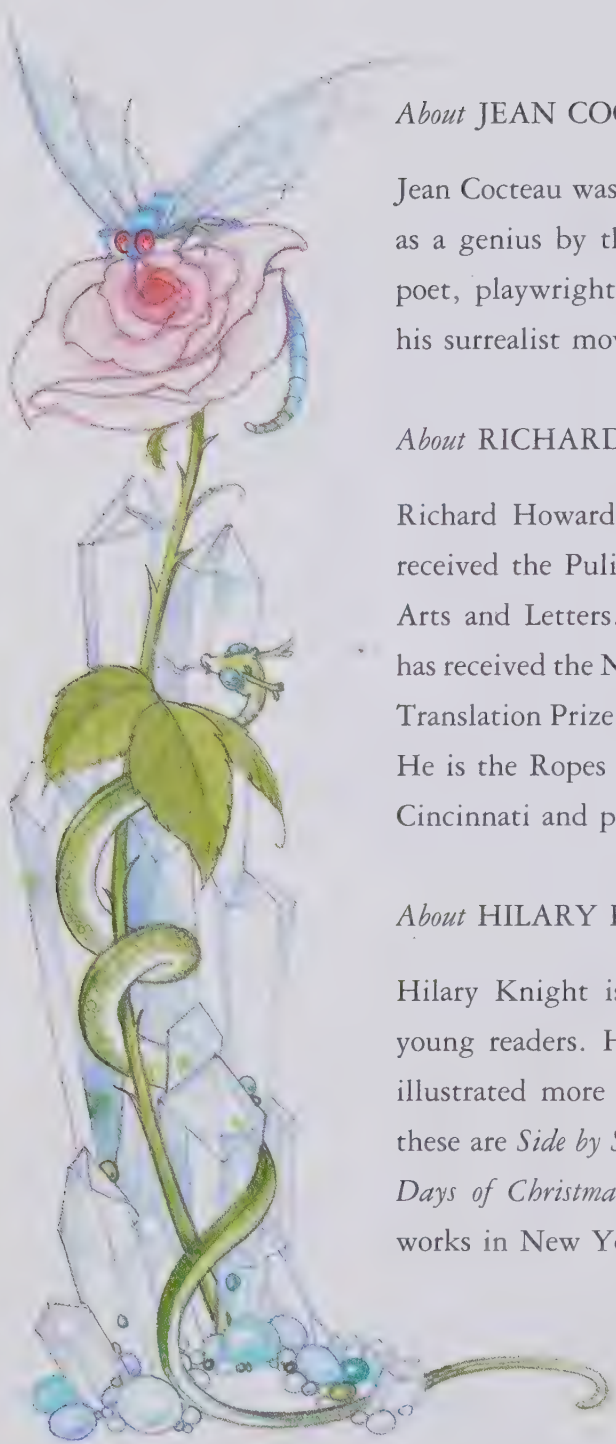 About JEAN COC
Jean Cocteau was
as a genius by th
poet, playwright
his surrealist mov
About RICHARD
Richard Howard
received the Puli
Arts and Letters.
has received the N
Translation Prize
He is the Ropes
Cincinnati and p
About HILARY
Hilary Knight is
young readers. H
illustrated more
these are Side by S
Days of Christma
works in New Yo